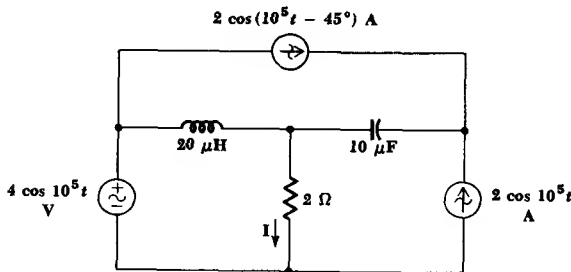 2 cos (10⁵t − 45°) A
20 μH
10 μF
4 cos 10⁵t
V
2 Ω
I
2 cos 10⁵t
A